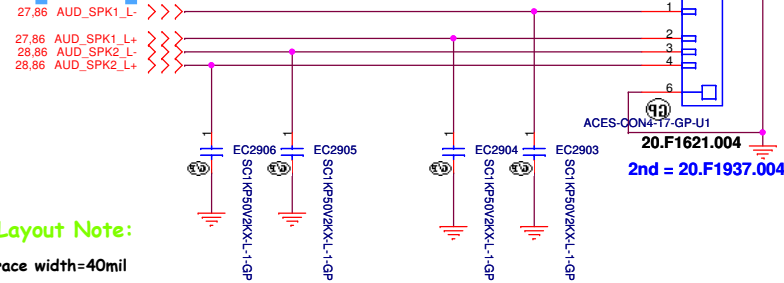 27,86 AUD_SPK1_L-
1
27,86 AUD_SPK1_L+
2
28,86 AUD_SPK2_L-
3
28,86 AUD_SPK2_L+
4
6
ACES-CON4-17-GP-U1
20.F1621.004
2nd = 20.F1937.004
1
1
1
1
EC2906
EC2905
EC2904
EC2903
SC1KP50V2KX-L-1-GP
SC1KP50V2KX-L-1-GP
SC1KP50V2KX-L-1-GP
SC1KP50V2KX-L-1-GP
Layout Note:
race width=40mil